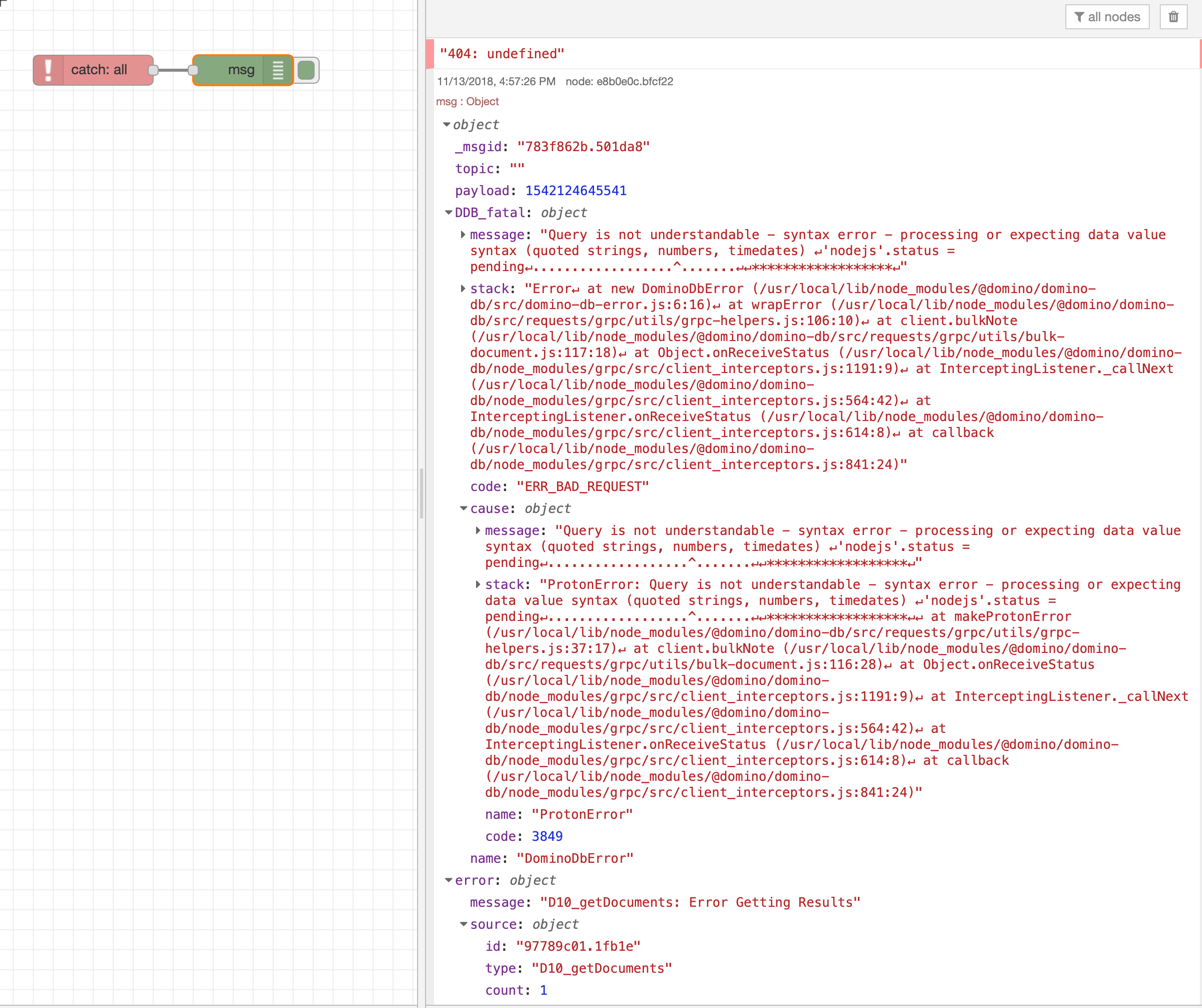 all nodes
"404: undefined"
catch: all
msg
11/13/2018, 4:57:26 PM node: e8b0e0c.bfcf22
msg : Object
object
_msgid: "783f862b.501da8"
topic: ""
payload: 1542124645541
DDB_fatal: object
message: "Query is not understandable - syntax error - processing or expecting data value
syntax (quoted strings, numbers, timedates) ↵'nodejs'.status =
pending↵..................^.......↵↵******************↵"
stack: "Error↵ at new DominoDbError (/usr/local/lib/node_modules/@domino/domino-
db/src/domino-db-error.js:6:16)↵ at wrapError (/usr/local/lib/node_modules/@domino/domino-
db/src/requests/grpc/utils/grpc-helpers.js:106:10)↵ at client.bulkNote
(/usr/local/lib/node_modules/@domino/domino-db/src/requests/grpc/utils/bulk-
document.js:117:18)↵ at Object.onReceiveStatus (/usr/local/lib/node_modules/@domino/domino-
db/node_modules/grpc/src/client_interceptors.js:1191:9)↵ at InterceptingListener._callNext
(/usr/local/lib/node_modules/@domino/domino-
db/node_modules/grpc/src/client_interceptors.js:564:42)↵ at
InterceptingListener.onReceiveStatus (/usr/local/lib/node_modules/@domino/domino-
db/node_modules/grpc/src/client_interceptors.js:614:8)↵ at callback
(/usr/local/lib/node_modules/@domino/domino-
db/node_modules/grpc/src/client_interceptors.js:841:24)"
code: "ERR_BAD_REQUEST"
cause: object
message: "Query is not understandable - syntax error - processing or expecting data value
syntax (quoted strings, numbers, timedates) ↵'nodejs'.status =
pending↵..................^.......↵↵******************↵"
stack: "ProtonError: Query is not understandable - syntax error - processing or expecting
data value syntax (quoted strings, numbers, timedates) ↵'nodejs'.status =
pending↵..................^.......↵↵******************↵↵ at makeProtonError
(/usr/local/lib/node_modules/@domino/domino-db/src/requests/grpc/utils/grpc-
helpers.js:37:17)↵ at client.bulkNote (/usr/local/lib/node_modules/@domino/domino-
db/src/requests/grpc/utils/bulk-document.js:116:28)↵ at Object.onReceiveStatus
(/usr/local/lib/node_modules/@domino/domino-
db/node_modules/grpc/src/client_interceptors.js:1191:9)↵ at InterceptingListener._callNext
(/usr/local/lib/node_modules/@domino/domino-
db/node_modules/grpc/src/client_interceptors.js:564:42)↵ at
InterceptingListener.onReceiveStatus (/usr/local/lib/node_modules/@domino/domino-
db/node_modules/grpc/src/client_interceptors.js:614:8)↵ at callback
(/usr/local/lib/node_modules/@domino/domino-
db/node_modules/grpc/src/client_interceptors.js:841:24)"
name: "ProtonError"
code: 3849
name: "DominoDbError"
error: object
message: "D10_getDocuments: Error Getting Results"
source: object
id: "97789c01.1fb1e"
type: "D10_getDocuments"
count: 1